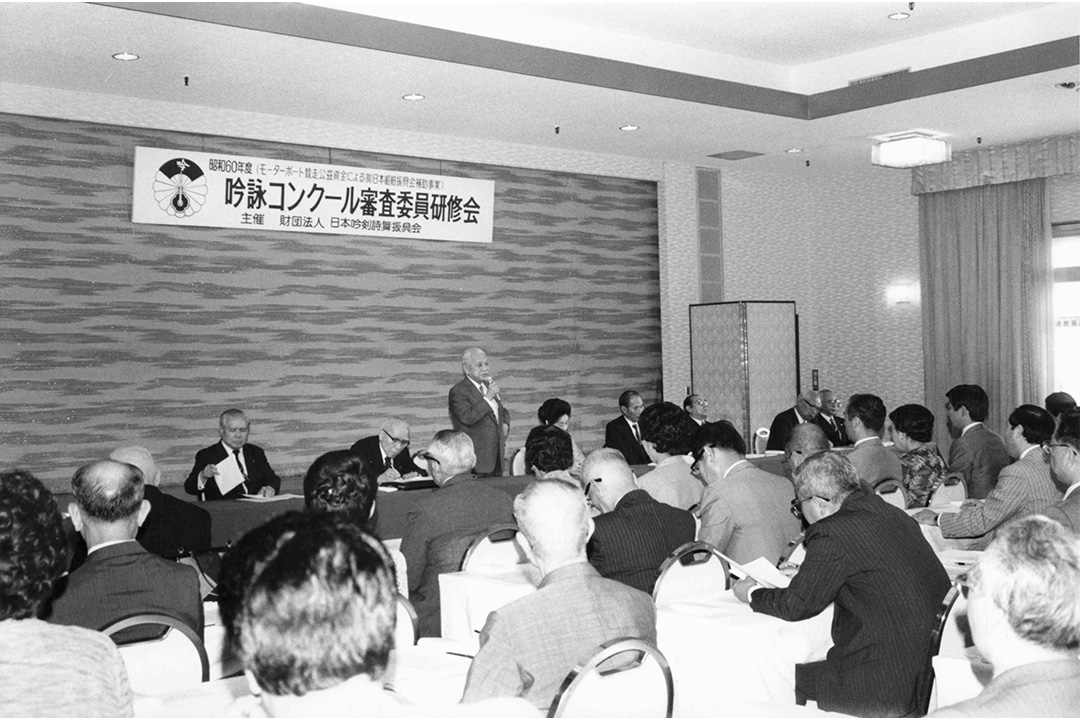 吟
昭和60年度（モーターボート競走公益資金による㈶日本船舶振興会補助事業）
吟詠コンクール審査委員研修会
主催 財団法人 日本吟剣詩舞振興会